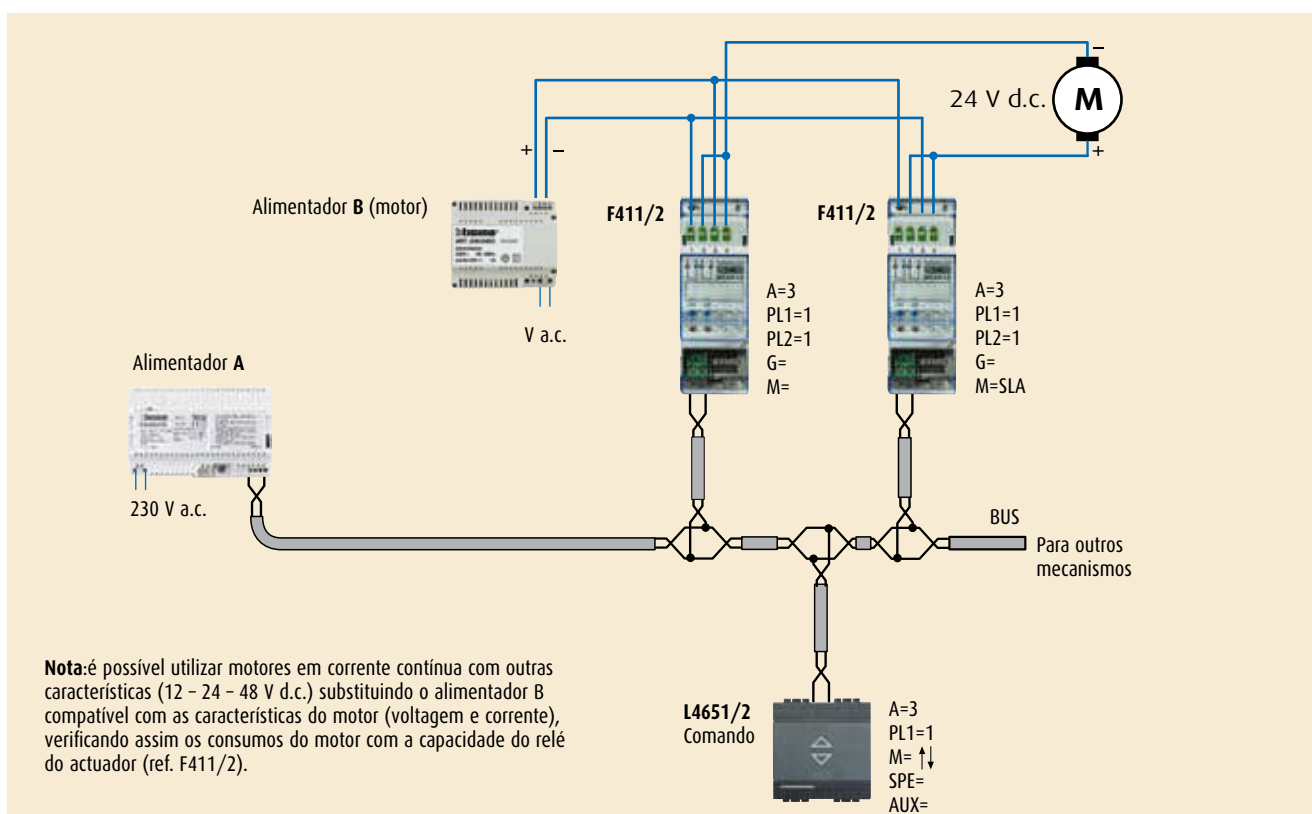 –
24 V d.c.
M
+
+ –
Alimentador B (motor)
F411/2
F411/2
V a.c.
A=3
PL1=1
PL2=1
G=
M=
A=3
PL1=1
PL2=1
G=
M=SLA
Alimentador A
230 V a.c.
BUS
Para outros
mecanismos
Nota:é possível utilizar motores em corrente contínua com outras
características (12 – 24 – 48 V d.c.) substituindo o alimentador B
compatível com as características do motor (voltagem e corrente),
verificando assim os consumos do motor com a capacidade do relé
do actuador (ref. F411/2).
L4651/2
Comando
A=3
PL1=1
M= ↑↓
SPE=
AUX=